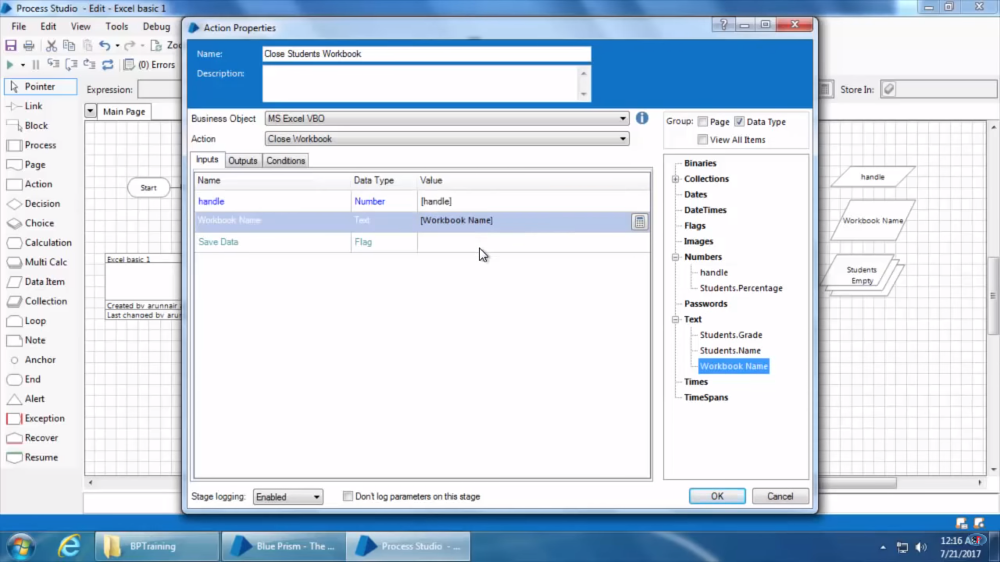 Process Studio - Edit - Excel basic 1
File Edit View Tools Debug
(0) Errors
Expression:
Store In:
Main Page
Pointer
Link
Block
Process
Page
Action
Decision
Choice
Calculation
Multi Calc
Data Item
Collection
Loop
Note
Anchor
End
Alert
Exception
Recover
Resume
Start
Excel basic 1
Created by arunnair
Last changed by
Action Properties
Name: Close Students Workbook
Description:
Business Object MS Excel VBO
Action Close Workbook
Inputs Outputs Conditions
Name Data Type Value
handle Number [handle]
Workbook Name Text [Workbook Name]
Save Data Flag
Stage logging: Enabled Don't log parameters on this stage
Group: Page Data Type
View All Items
Binaries
Collections
Dates
DateTimes
Flags
Images
Numbers
handle
Students.Percentage
Passwords
Text
Students.Grade
Students.Name
Workbook Name
Times
TimeSpans
OK Cancel
handle
Workbook Name
Students
Empty
BPTraining
Blue Prism - The ...
Process Studio - ...
12:16
7/21/2017